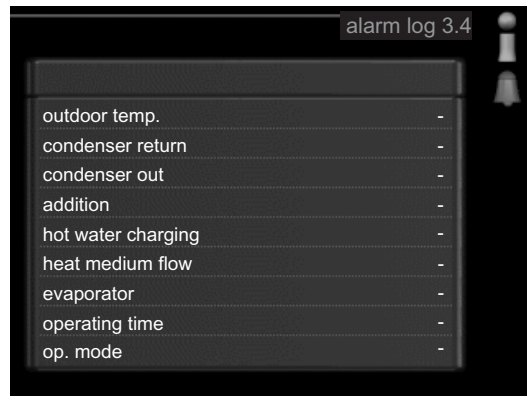 alarm log 3.4
outdoor temp. -
condenser return -
condenser out -
addition -
hot water charging -
heat medium flow -
evaporator -
operating time -
op. mode -